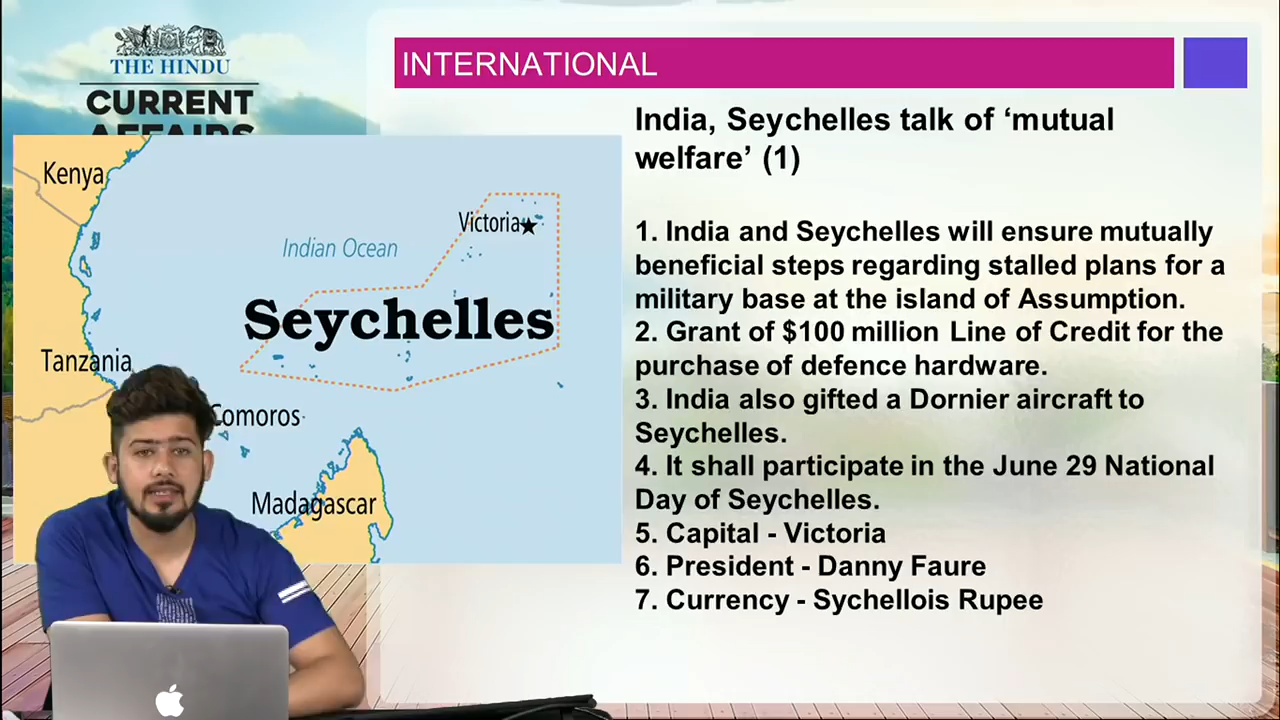 THE HINDU
CURRENT
AFFAIRS
INTERNATIONAL
India, Seychelles talk of ‘mutual
welfare’ (1)
1. India and Seychelles will ensure mutually
beneficial steps regarding stalled plans for a
military base at the island of Assumption.
2. Grant of $100 million Line of Credit for the
purchase of defence hardware.
3. India also gifted a Dornier aircraft to
Seychelles.
4. It shall participate in the June 29 National
Day of Seychelles.
5. Capital - Victoria
6. President - Danny Faure
7. Currency - Sychellois Rupee
Kenya
Victoria
Indian Ocean
Seychelles
Tanzania
Comoros
Madagascar